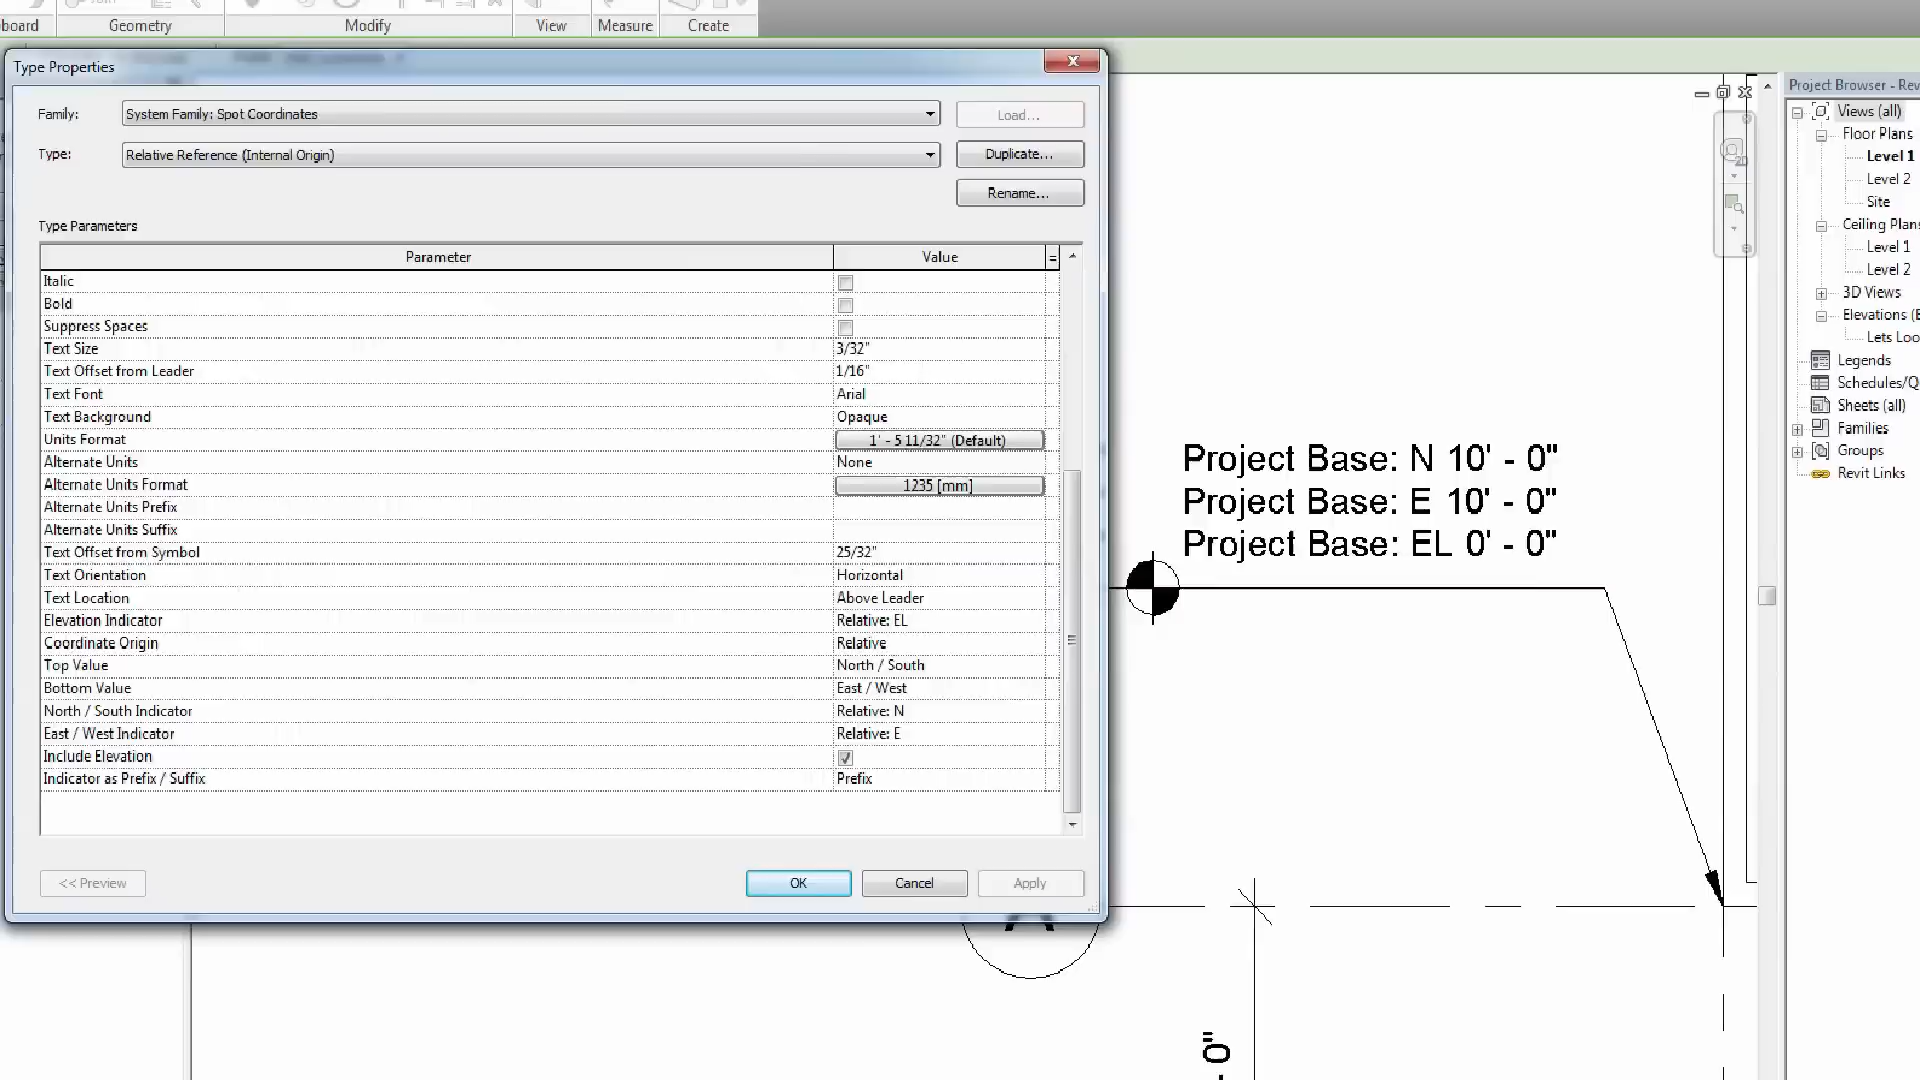 board
Geometry
Modify
View
Measure
Create
Type Properties
Family:
System Family: Spot Coordinates
Load...
Type:
Relative Reference (Internal Origin)
Duplicate...
Rename...
Type Parameters
Parameter
Value
=
Italic
Bold
Suppress Spaces
Text Size
3/32"
Text Offset from Leader
1/16"
Text Font
Arial
Text Background
Opaque
Units Format
1' - 5 11/32" (Default)
Alternate Units
None
Alternate Units Format
1235 [mm]
Alternate Units Prefix
Alternate Units Suffix
Text Offset from Symbol
25/32"
Text Orientation
Horizontal
Text Location
Above Leader
Elevation Indicator
Relative: EL
Coordinate Origin
Relative
Top Value
North / South
Bottom Value
East / West
North / South Indicator
Relative: N
East / West Indicator
Relative: E
Include Elevation
Indicator as Prefix / Suffix
Prefix
<< Preview
OK
Cancel
Apply
Project Base: N 10' - 0"
Project Base: E 10' - 0"
Project Base: EL 0' - 0"
A
- 0"
Project Browser - Rev
Views (all)
Floor Plans
Level 1
Level 2
Site
Ceiling Plans
Level 1
Level 2
3D Views
Elevations (E
Lets Loo
Legends
Schedules/Q
Sheets (all)
Families
Groups
Revit Links